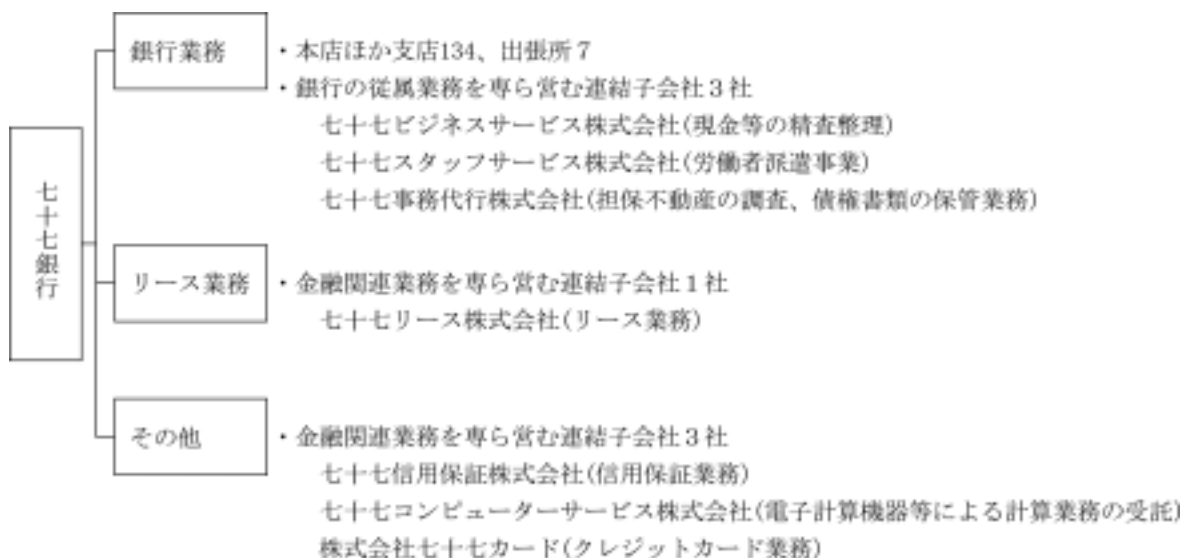 七十七銀行
銀行業務
・本店ほか支店134、出張所７
・銀行の従属業務を専ら営む連結子会社３社
七十七ビジネスサービス株式会社(現金等の精査整理)
七十七スタッフサービス株式会社(労働者派遣事業)
七十七事務代行株式会社(担保不動産の調査、債権書類の保管業務)
リース業務
・金融関連業務を専ら営む連結子会社１社
七十七リース株式会社(リース業務)
その他
・金融関連業務を専ら営む連結子会社３社
七十七信用保証株式会社(信用保証業務)
七十七コンピューターサービス株式会社(電子計算機器等による計算業務の受託)
株式会社七十七カード(クレジットカード業務)